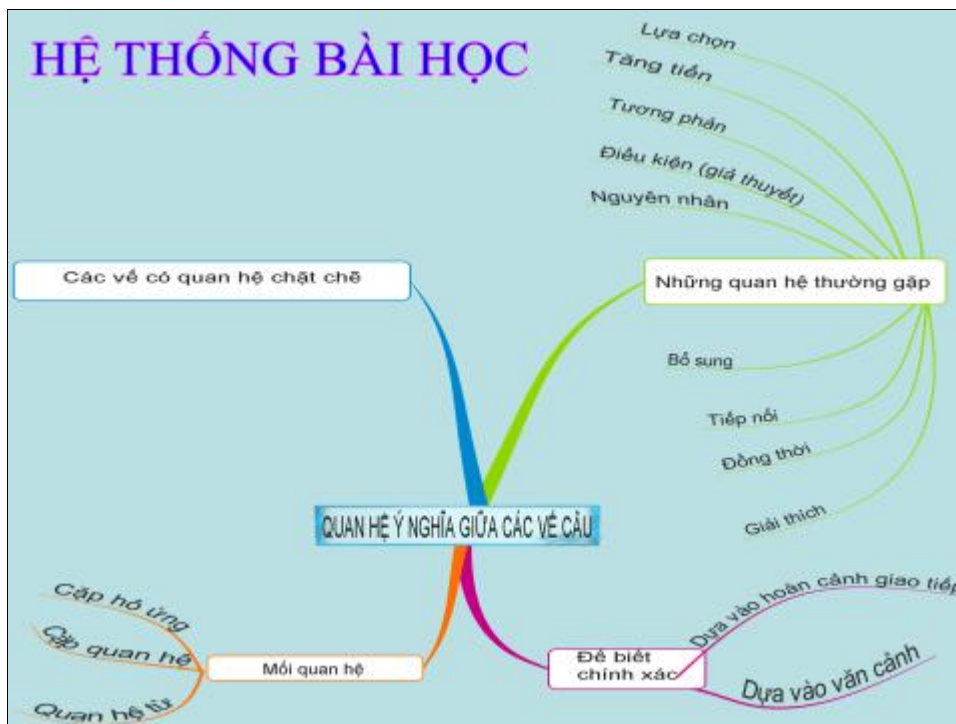 HỆ THỐNG BÀI HỌC
Lựa chọn
Tăng tiến
Tương phản
Điều kiện (giả thuyết)
Nguyên nhân
Các vế có quan hệ chặt chẽ
Những quan hệ thường gặp
Bổ sung
Tiếp nối
Đồng thời
Giải thích
QUAN HỆ Ý NGHĨA GIỮA CÁC VẾ CÂU
Cặp hô ứng
Cặp quan hệ
Quan hệ từ
Mối quan hệ
Để biết
chính xác
Dựa vào hoàn cảnh giao tiếp
Dựa vào văn cảnh